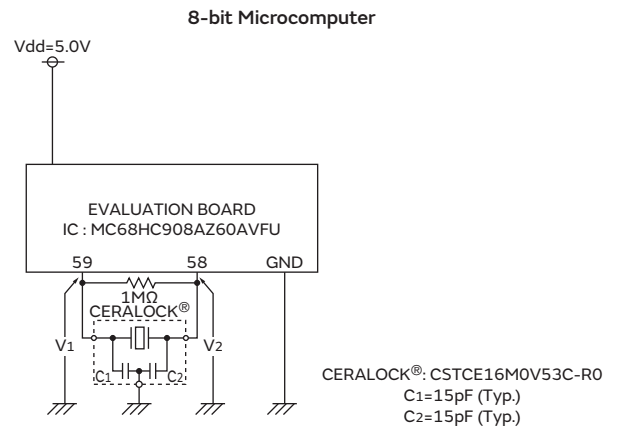 8-bit Microcomputer
Vdd=5.0V
EVALUATION BOARD
IC : MC68HC908AZ60AVFU
59 58 GND
1MΩ
CERALOCK®
V1 V2
C1 C2
CERALOCK®: CSTCE16M0V53C-R0
C1=15pF (Typ.)
C2=15pF (Typ.)